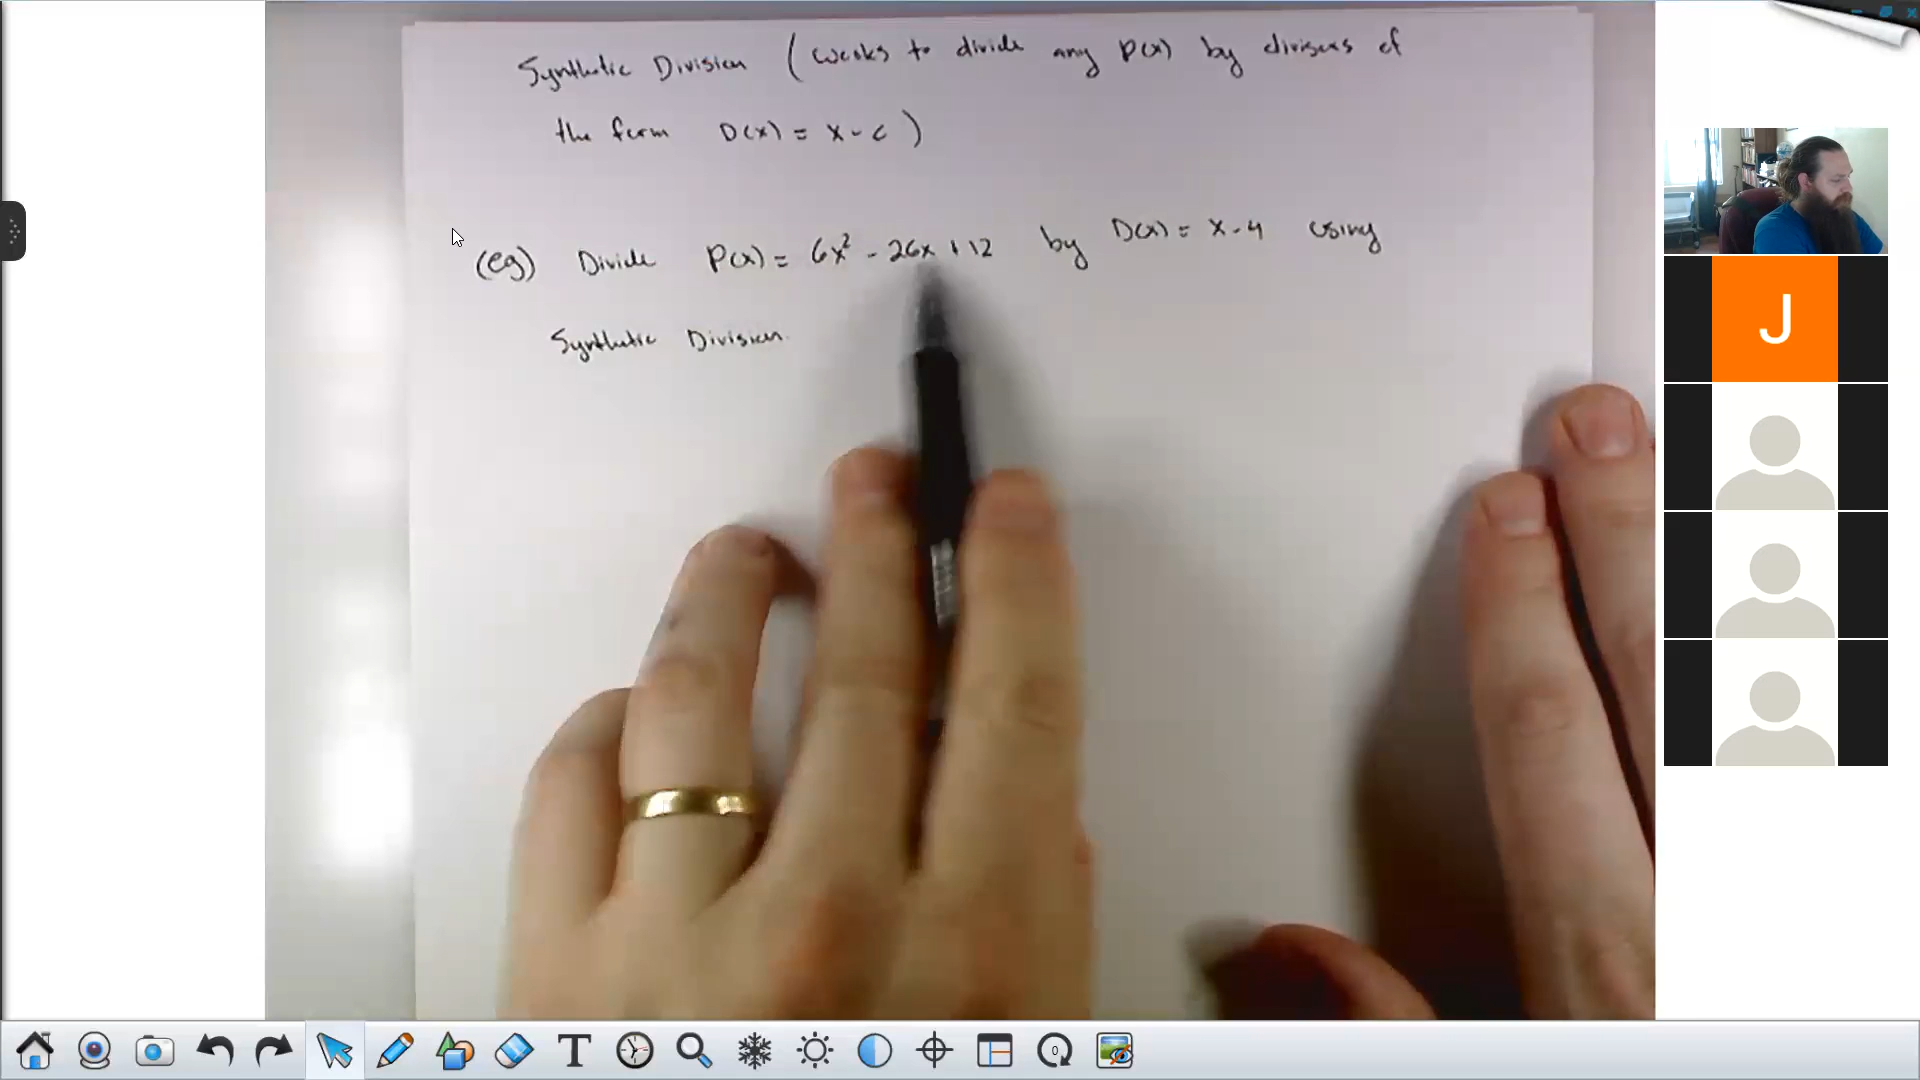 Synthetic Division (works to divide any P(x) by divisors of
the form D(x) = x - c )
(eg) Divide P(x) = 6x² - 26x + 12 by D(x) = x - 4 using
Synthetic Division.
J
T
0